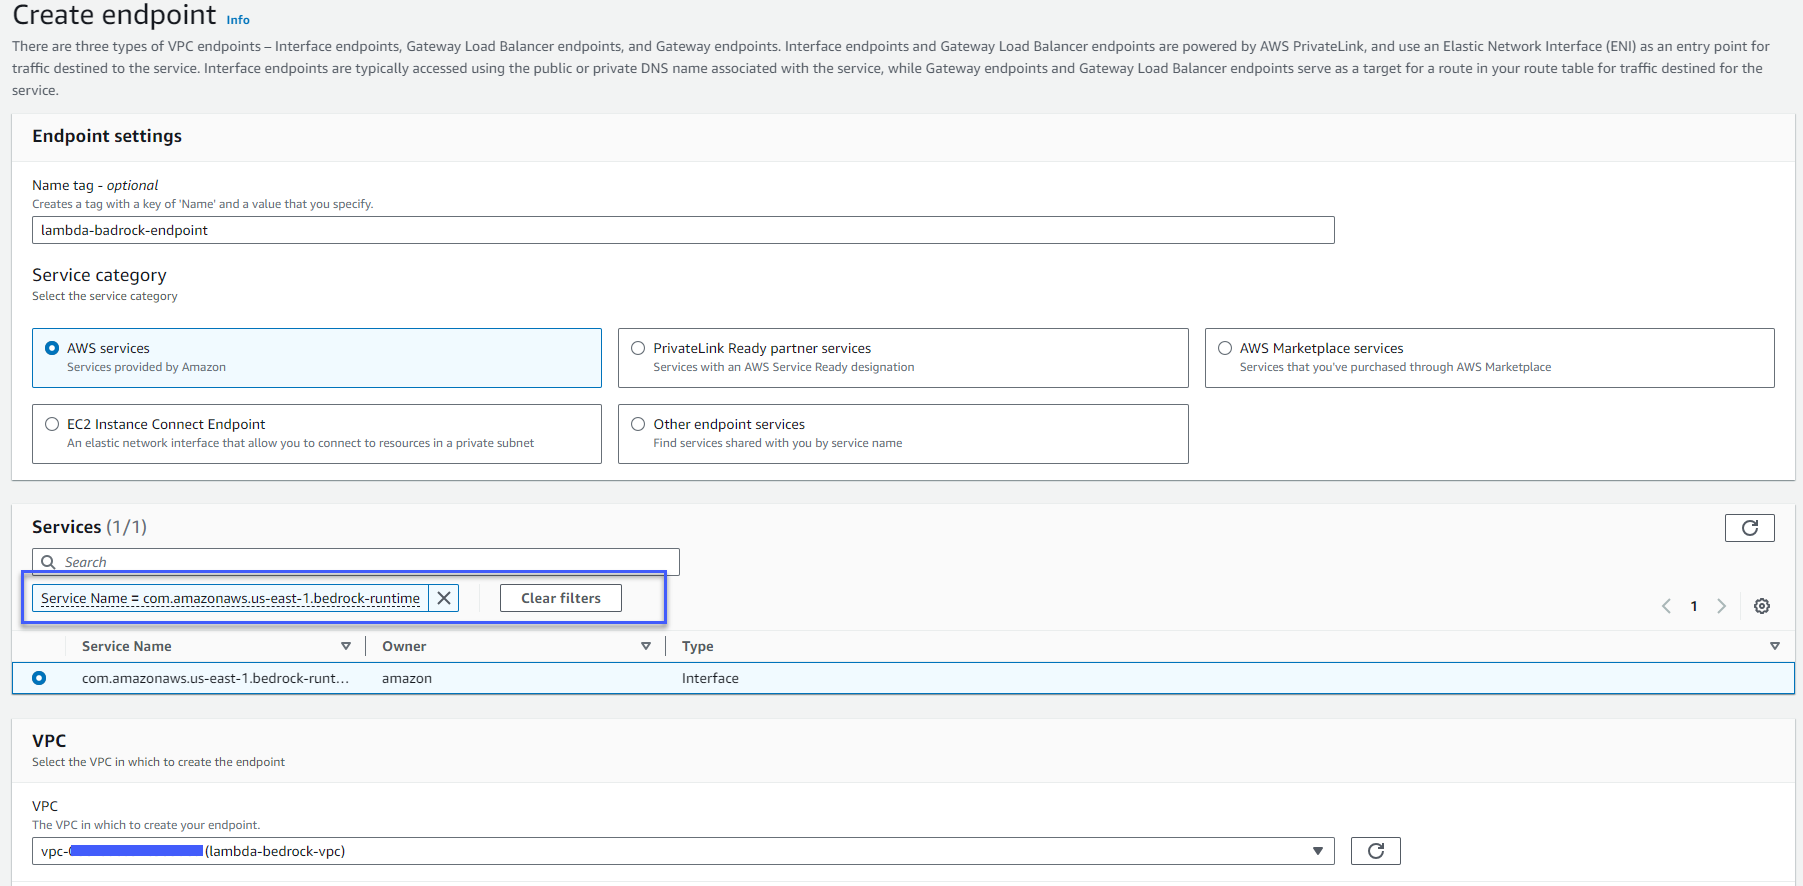 Create endpoint Info
There are three types of VPC endpoints – Interface endpoints, Gateway Load Balancer endpoints, and Gateway endpoints. Interface endpoints and Gateway Load Balancer endpoints are powered by AWS PrivateLink, and use an Elastic Network Interface (ENI) as an entry point for
traffic destined to the service. Interface endpoints are typically accessed using the public or private DNS name associated with the service, while Gateway endpoints and Gateway Load Balancer endpoints serve as a target for a route in your route table for traffic destined for the
service.
Endpoint settings
Name tag - optional
Creates a tag with a key of 'Name' and a value that you specify.
lambda-badrock-endpoint
Service category
Select the service category
AWS services
Services provided by Amazon
PrivateLink Ready partner services
Services with an AWS Service Ready designation
AWS Marketplace services
Services that you've purchased through AWS Marketplace
EC2 Instance Connect Endpoint
An elastic network interface that allow you to connect to resources in a private subnet
Other endpoint services
Find services shared with you by service name
Services (1/1)
Search
Service Name = com.amazonaws.us-east-1.bedrock-runtime
Clear filters
1
Service Name Owner Type
com.amazonaws.us-east-1.bedrock-runt... amazon Interface
VPC
Select the VPC in which to create the endpoint
VPC
The VPC in which to create your endpoint.
vpc- (lambda-bedrock-vpc)